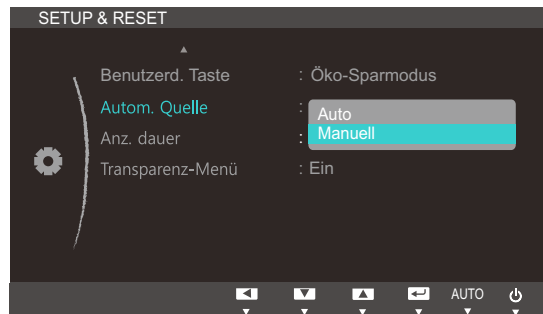 SETUP & RESET
Benutzerd. Taste : Öko-Sparmodus
Autom. Quelle :
Auto
Manuell
Anz. dauer :
Transparenz-Menü : Ein
AUTO